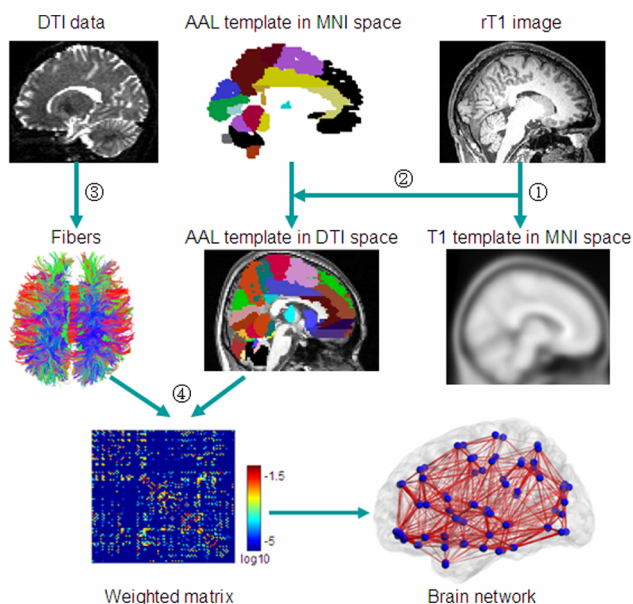 DTI data
AAL template in MNI space
rT1 image
③
②
①
Fibers
AAL template in DTI space
T1 template in MNI space
④
-1.5
-5
log10
Weighted matrix
Brain network